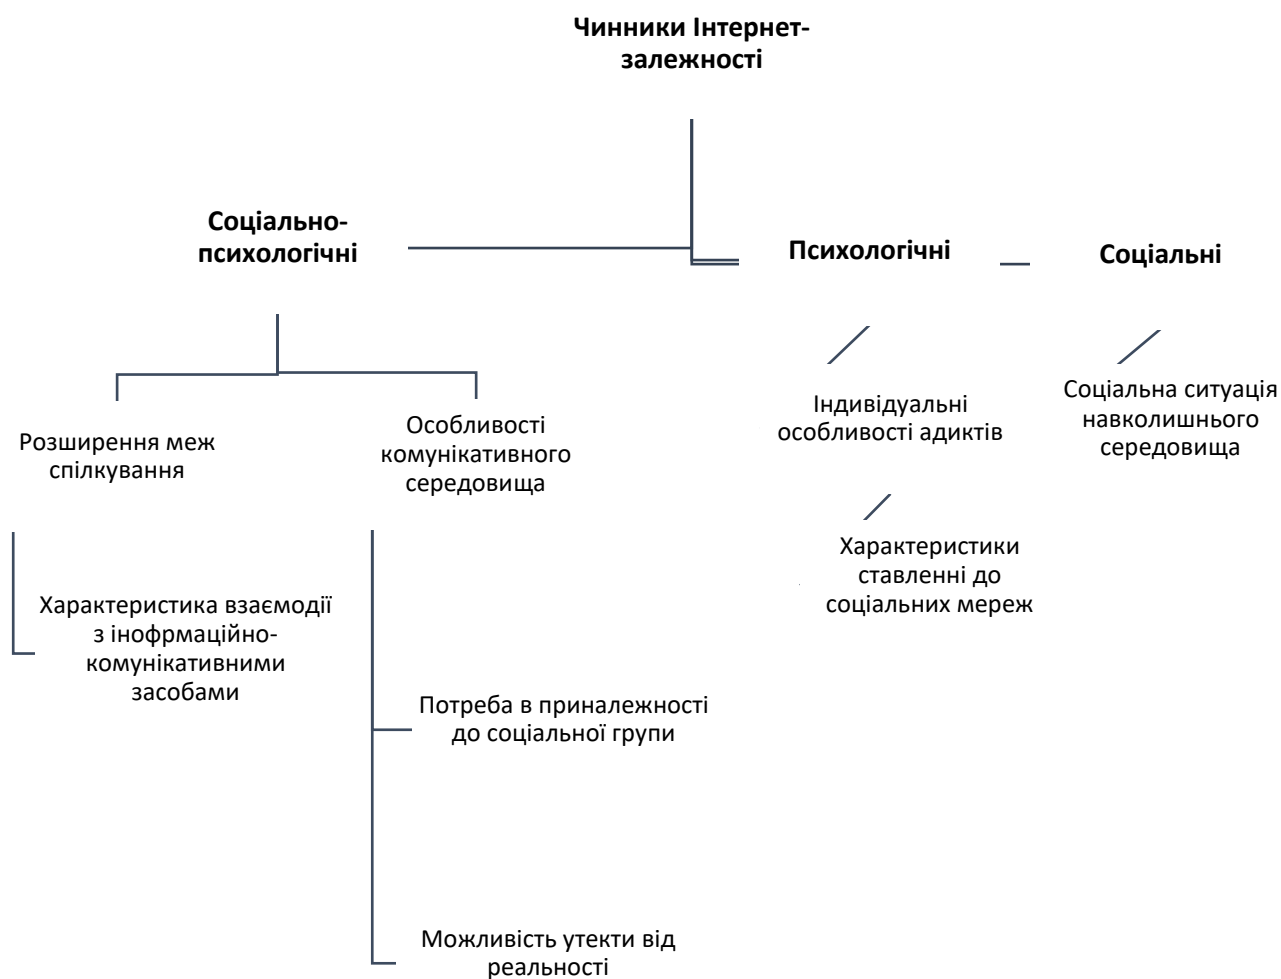 Чинники Інтернет-
залежності
Соціально-
психологічні
Психологічні
Соціальні
Розширення меж
спілкування
Особливості
комунікативного
середовища
Індивідуальні
особливості адиктів
Соціальна ситуація
навколишнього
середовища
Характеристика взаємодії
з інофрмаційно-
комунікативними
засобами
Характеристики
ставленні до
соціальних мереж
Потреба в приналежності
до соціальної групи
Можливість утекти від
реальності